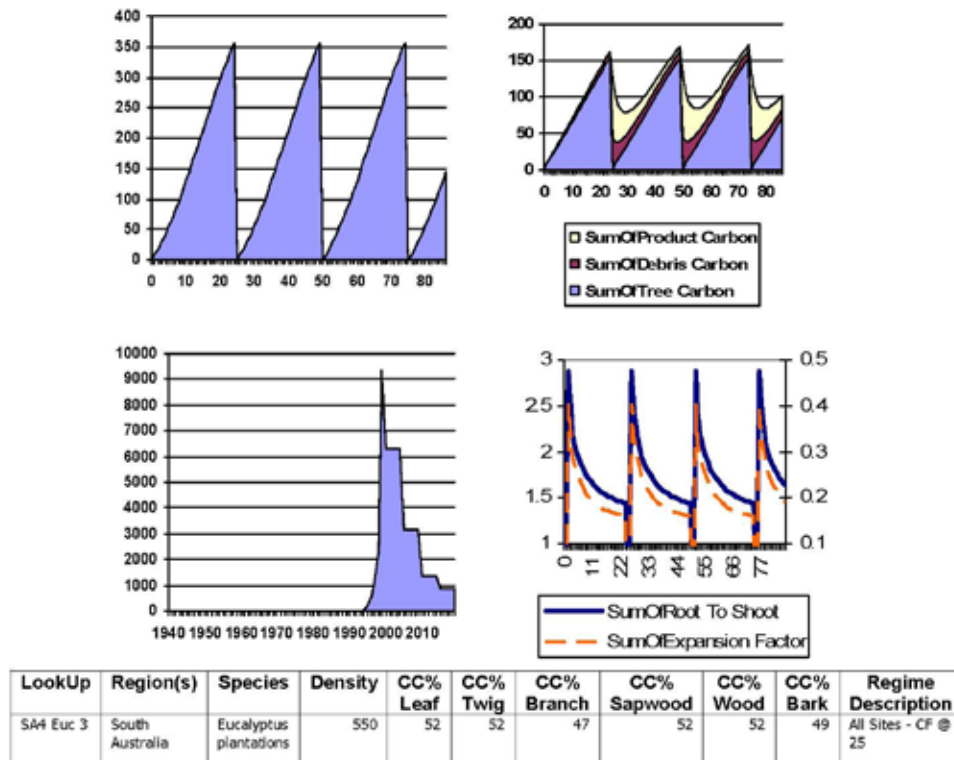 400
350
300
250
200
150
100
50
0
0 10 20 30 40 50 60 70 80
200
150
100
50
0
0 10 20 30 40 50 60 70 80
SumOfProduct Carbon
SumOfDebris Carbon
SumOfTree Carbon
10000
9000
8000
7000
6000
5000
4000
3000
2000
1000
0
1940 1950 1960 1970 1980 1990 2000 2010
3 0.5
2.5 0.4
2 0.3
1.5 0.2
1 0.1
0 11 22 33 44 55 66 77
SumOfRoot To Shoot
SumOfExpansion Factor
LookUp Region(s) Species Density CC% Leaf CC% Twig CC% Branch CC% Sapwood CC% Wood CC% Bark Regime Description
SA4 Euc 3 South Australia Eucalyptus plantations 550 52 52 47 52 52 49 All Sites - CF @ 25